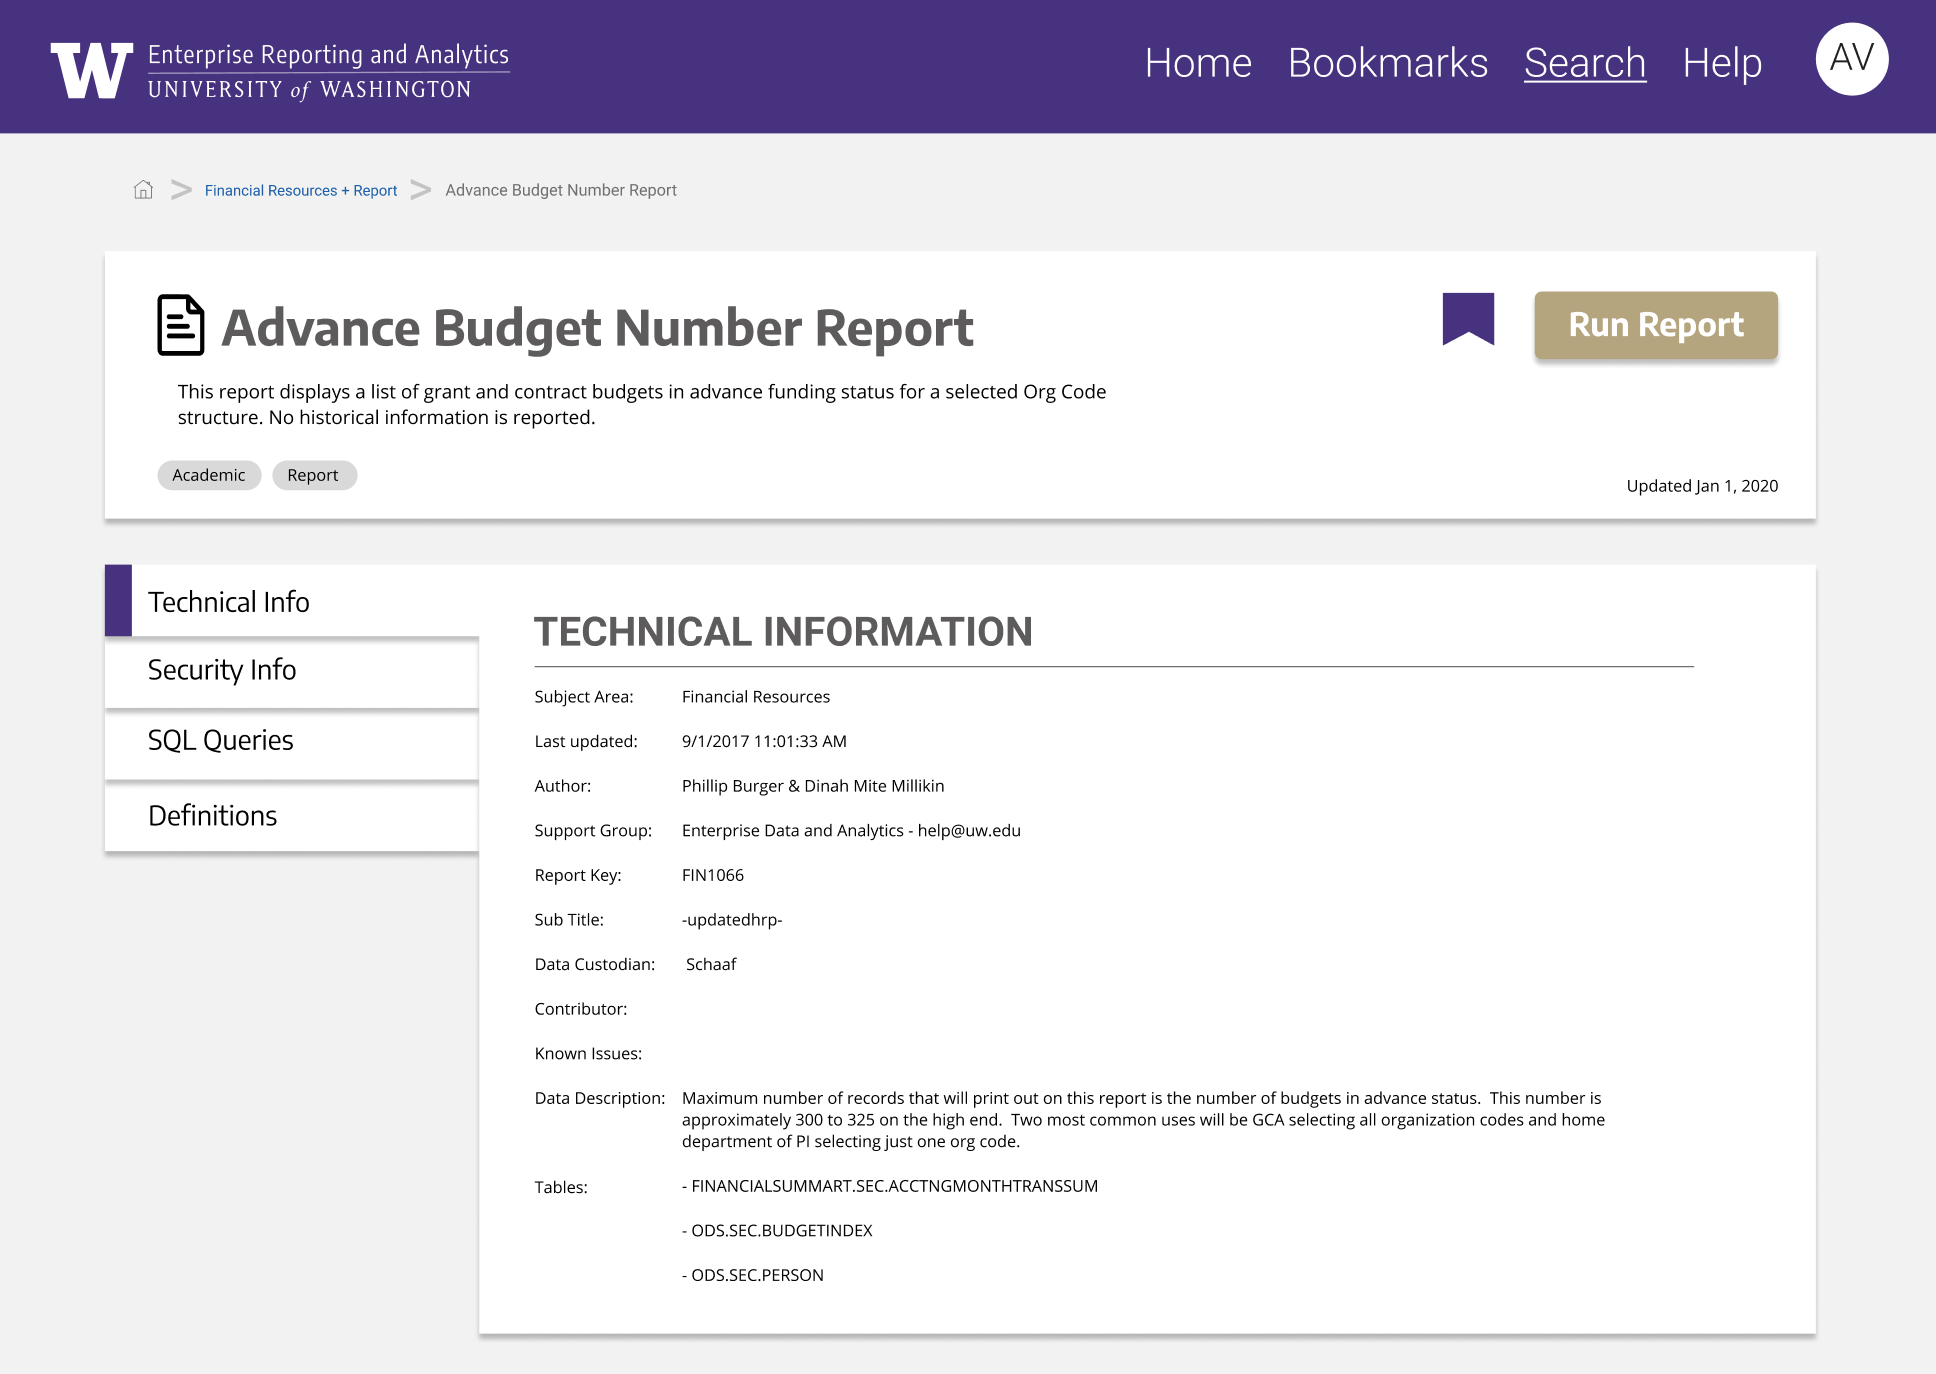 W Enterprise Reporting and Analytics
UNIVERSITY of WASHINGTON
Home Bookmarks Search Help AV
> Financial Resources + Report > Advance Budget Number Report
Advance Budget Number Report
Run Report
This report displays a list of grant and contract budgets in advance funding status for a selected Org Code
structure. No historical information is reported.
Academic Report
Updated Jan 1, 2020
Technical Info
Security Info
SQL Queries
Definitions
TECHNICAL INFORMATION
Subject Area: Financial Resources
Last updated: 9/1/2017 11:01:33 AM
Author: Phillip Burger & Dinah Mite Millikin
Support Group: Enterprise Data and Analytics - help@uw.edu
Report Key: FIN1066
Sub Title: -updatedhrp-
Data Custodian: Schaaf
Contributor:
Known Issues:
Data Description: Maximum number of records that will print out on this report is the number of budgets in advance status. This number is
approximately 300 to 325 on the high end. Two most common uses will be GCA selecting all organization codes and home
department of PI selecting just one org code.
Tables: - FINANCIALSUMMART.SEC.ACCTNGMONTHTRANSSUM
- ODS.SEC.BUDGETINDEX
- ODS.SEC.PERSON